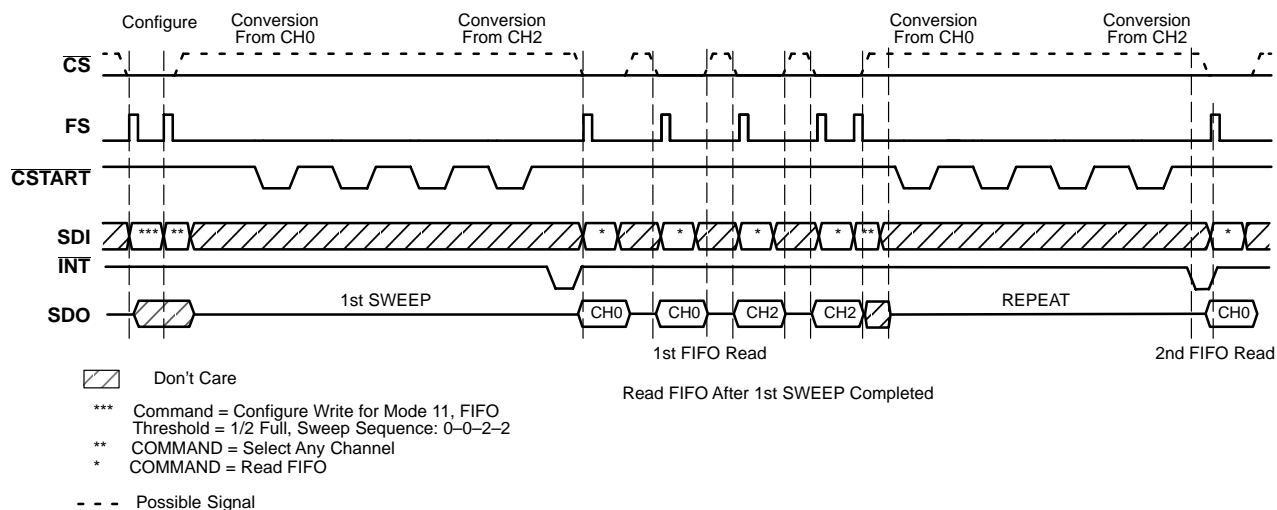 Configure
Conversion
From CH0
Conversion
From CH2
Conversion
From CH0
Conversion
From CH2
CS
FS
CSTART
SDI
*** ** * * * * ** *
INT
SDO
1st SWEEP
CH0 CH0 CH2 CH2
REPEAT
CH0
1st FIFO Read
2nd FIFO Read
Don't Care
Read FIFO After 1st SWEEP Completed
*** Command = Configure Write for Mode 11, FIFO
Threshold = 1/2 Full, Sweep Sequence: 0–0–2–2
** COMMAND = Select Any Channel
* COMMAND = Read FIFO
- - - Possible Signal